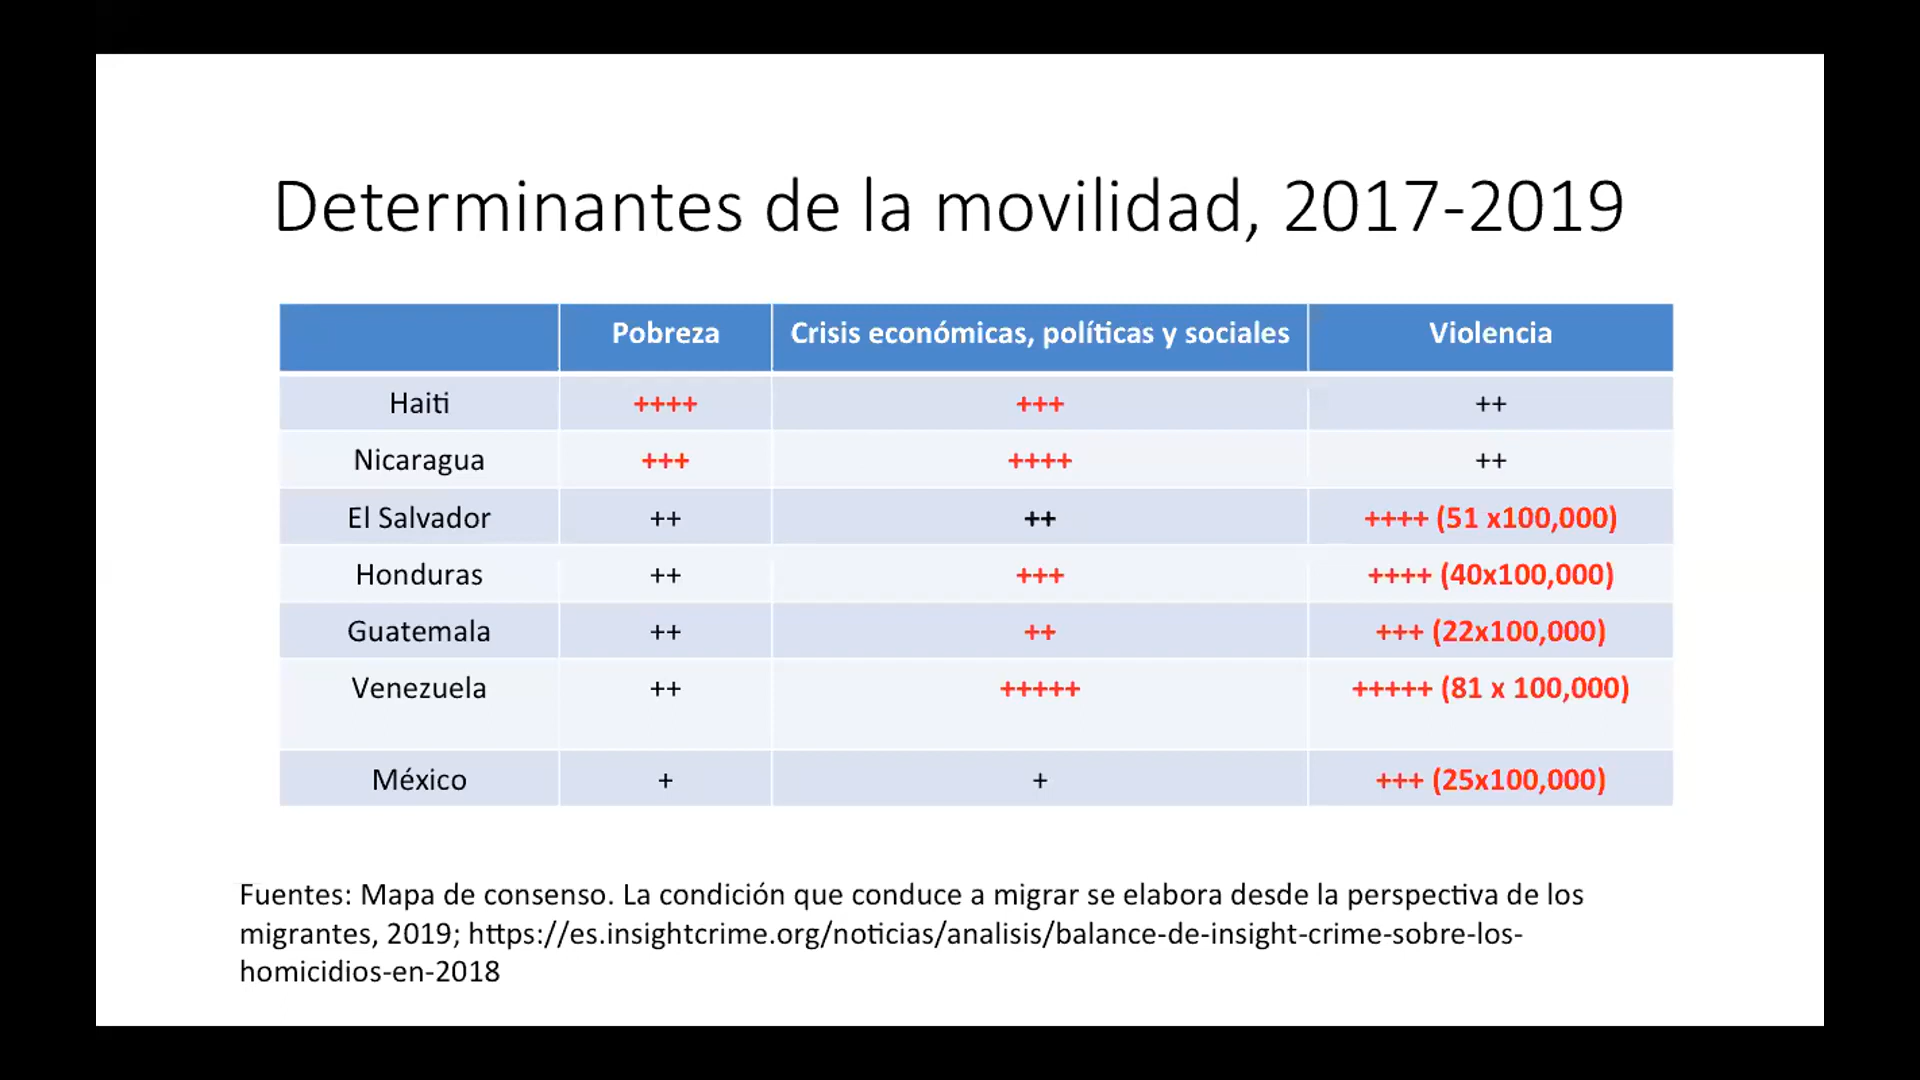 Determinantes de la movilidad, 2017-2019
Pobreza Crisis económicas, políticas y sociales Violencia
Haiti ++++ +++ ++
Nicaragua +++ ++++ ++
El Salvador ++ ++ ++++ (51 x100,000)
Honduras ++ +++ ++++ (40x100,000)
Guatemala ++ ++ +++ (22x100,000)
Venezuela ++ +++++ +++++ (81 x 100,000)
México + + +++ (25x100,000)
Fuentes: Mapa de consenso. La condición que conduce a migrar se elabora desde la perspectiva de los
migrantes, 2019; https://es.insightcrime.org/noticias/analisis/balance-de-insight-crime-sobre-los-
homicidios-en-2018